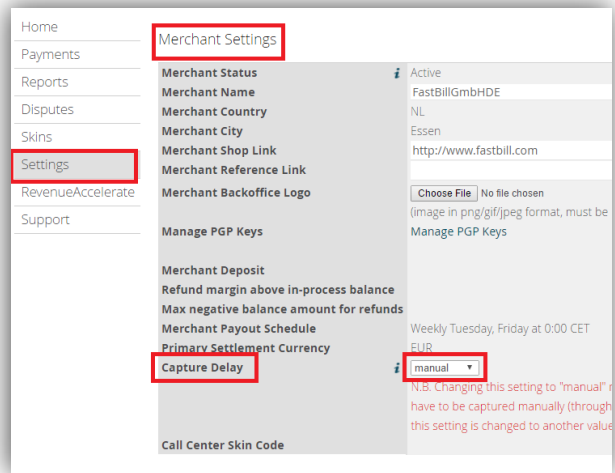 Home
Payments
Reports
Disputes
Skins
Settings
RevenueAccelerate
Support
Merchant Settings
Merchant Status i Active
Merchant Name FastBillGmbHDE
Merchant Country NL
Merchant City Essen
Merchant Shop Link http://www.fastbill.com
Merchant Reference Link
Merchant Backoffice Logo Choose File No file chosen
(image in png/gif/jpeg format, must be
Manage PGP Keys Manage PGP Keys
Merchant Deposit
Refund margin above in-process balance
Max negative balance amount for refunds
Merchant Payout Schedule Weekly Tuesday, Friday at 0:00 CET
Primary Settlement Currency EUR
Capture Delay i manual
N.B. Changing this setting to "manual"
have to be captured manually (through
this setting is changed to another value
Call Center Skin Code